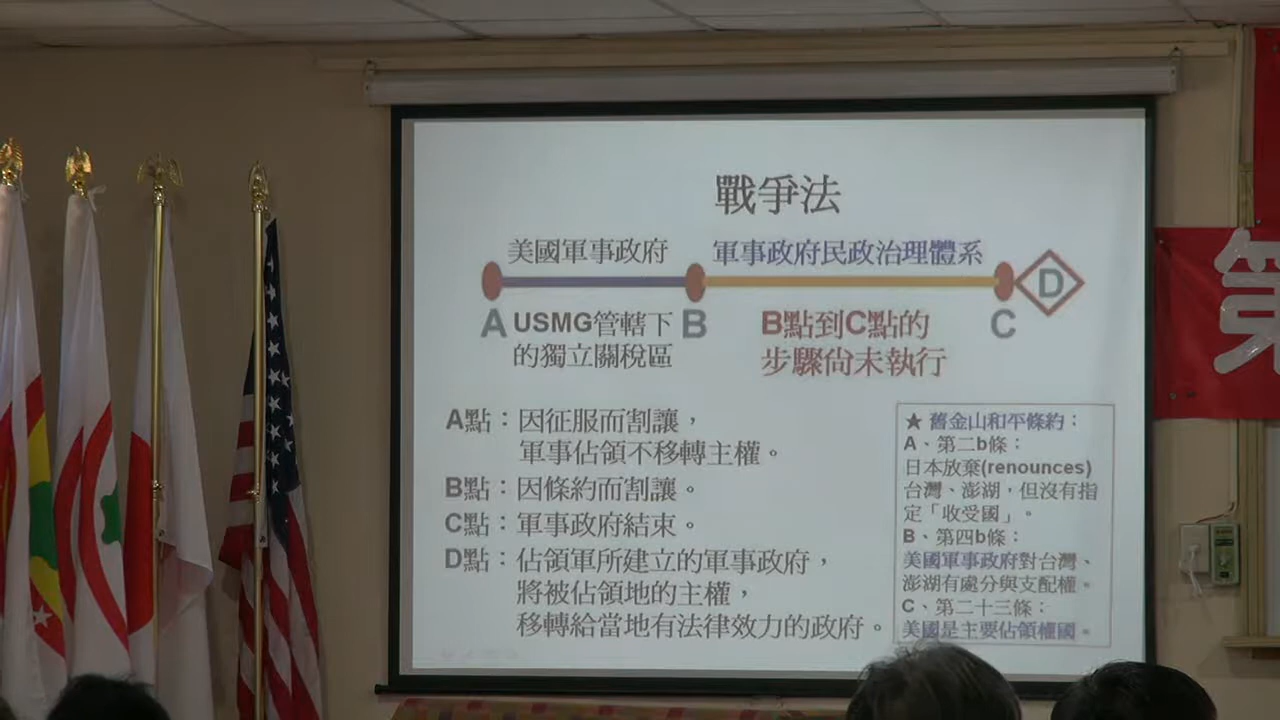 戰爭法
美國軍事政府
軍事政府民政治理體系
D
A
USMG管轄下
的獨立關稅區
B
B點到C點的
步驟尚未執行
C
A點：因征服而割讓，
軍事佔領不移轉主權。
B點：因條約而割讓。
C點：軍事政府結束。
D點：佔領軍所建立的軍事政府，
將被佔領地的主權，
移轉給當地有法律效力的政府。
★ 舊金山和平條約：
A、第二b條：
日本放棄(renounces)
台灣、澎湖，但沒有指
定「收受國」。
B、第四b條：
美國軍事政府對台灣、
澎湖有處分與支配權。
C、第二十三條：
美國是主要佔領權國。
第